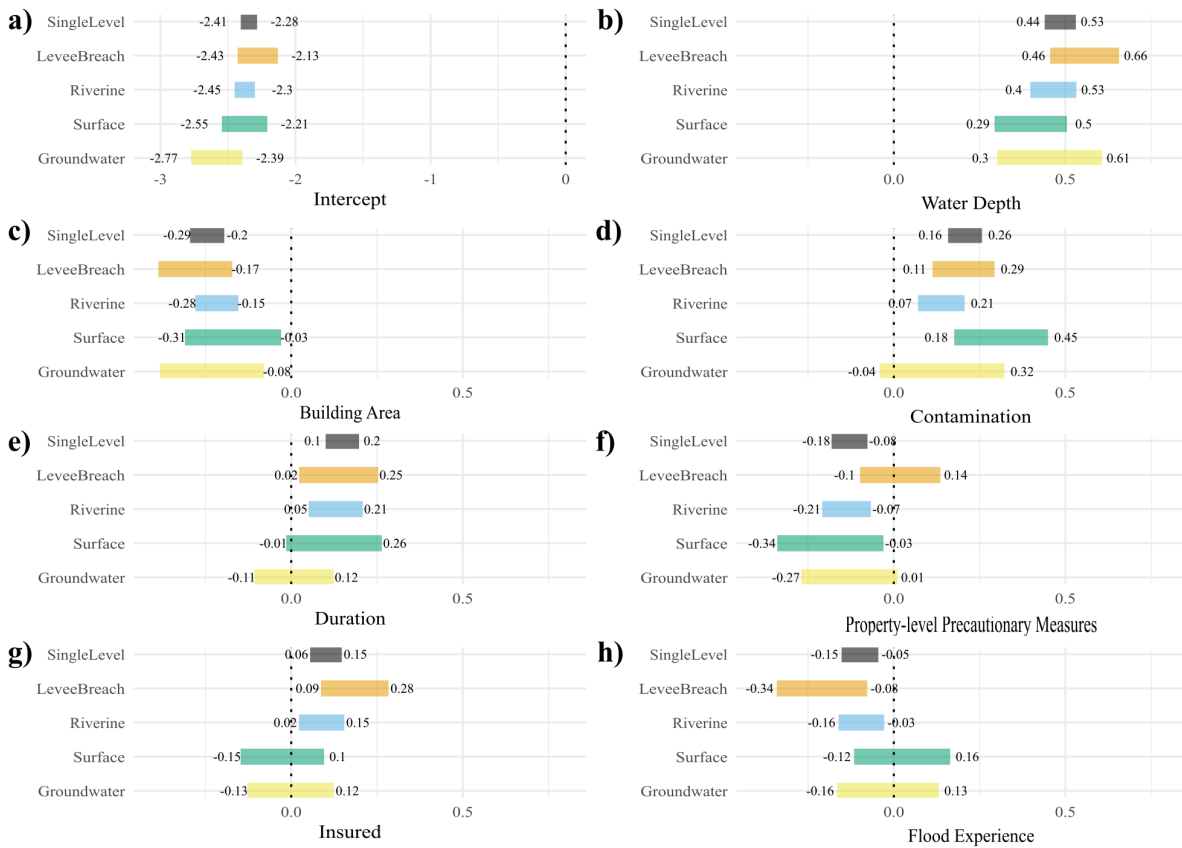 a)
SingleLevel -2.41 -2.28
LeveeBreach -2.43 -2.13
Riverine -2.45 -2.3
Surface -2.55 -2.21
Groundwater -2.77 -2.39
-3 -2 -1 0
Intercept
b)
SingleLevel 0.44 0.53
LeveeBreach 0.46 0.66
Riverine 0.4 0.53
Surface 0.29 0.5
Groundwater 0.3 0.61
0.0 0.5
Water Depth
c)
SingleLevel -0.29 -0.2
LeveeBreach -0.17
Riverine -0.28 -0.15
Surface -0.31 -0.03
Groundwater -0.08
0.0 0.5
Building Area
d)
SingleLevel 0.16 0.26
LeveeBreach 0.11 0.29
Riverine 0.07 0.21
Surface 0.18 0.45
Groundwater -0.04 0.32
0.0 0.5
Contamination
e)
SingleLevel 0.1 0.2
LeveeBreach 0.02 0.25
Riverine 0.05 0.21
Surface -0.01 0.26
Groundwater -0.11 0.12
0.0 0.5
Duration
f)
SingleLevel -0.18 -0.08
LeveeBreach -0.1 0.14
Riverine -0.21 -0.07
Surface -0.34 -0.03
Groundwater -0.27 0.01
0.0 0.5
Property-level Precautionary Measures
g)
SingleLevel 0.06 0.15
LeveeBreach 0.09 0.28
Riverine 0.02 0.15
Surface -0.15 0.1
Groundwater -0.13 0.12
0.0 0.5
Insured
h)
SingleLevel -0.15 -0.05
LeveeBreach -0.34 -0.08
Riverine -0.16 -0.03
Surface -0.12 0.16
Groundwater -0.16 0.13
0.0 0.5
Flood Experience